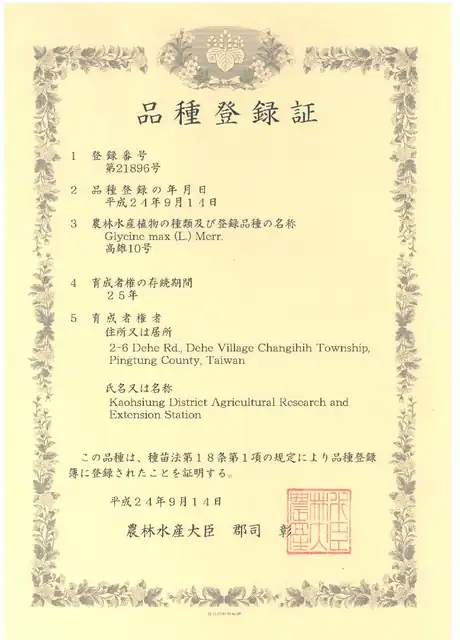 品種登録証
1 登録番号
第21896号
2 品種登録の年月日
平成24年9月14日
3 農林水産植物の種類及び登録品種の名称
Glycine max (L.) Merr.
高雄10号
4 育成者権の存続期間
25年
5 育成者権者
住所又は居所
2-6 Dehe Rd., Dehe Village Changihih Township,
Pingtung County, Taiwan
氏名又は名称
Kaohsiung District Agricultural Research and
Extension Station
この品種は、種苗法第18条第1項の規定により品種登録
簿に登録されたことを証明する。
平成24年9月14日
農林水産大臣 郡司 彰